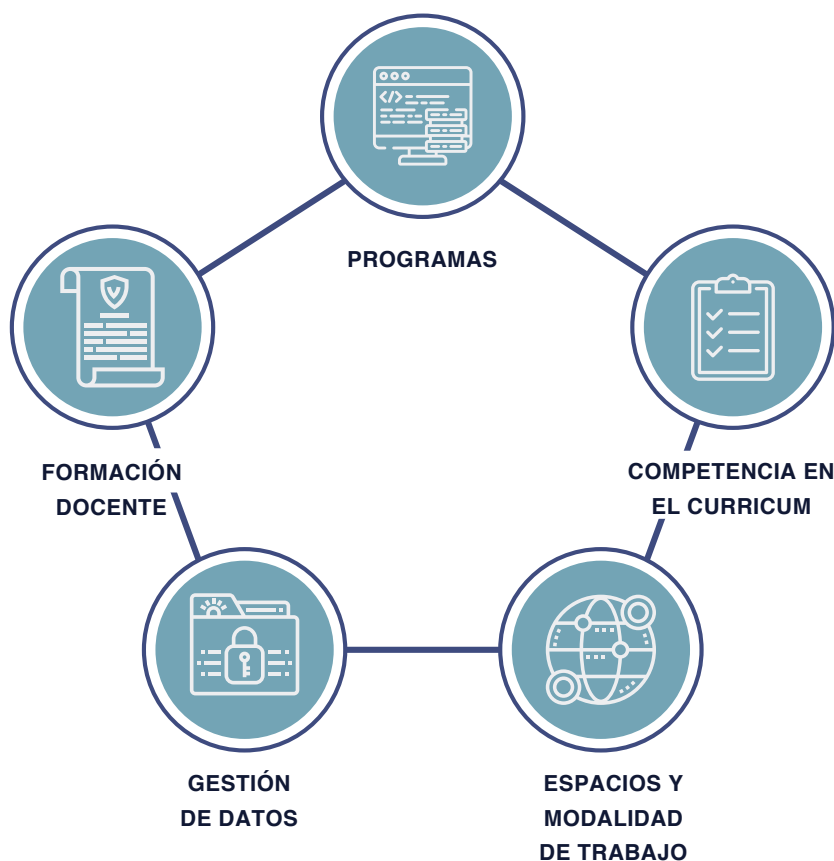 PROGRAMAS
FORMACIÓN
DOCENTE
COMPETENCIA EN
EL CURRICUM
GESTIÓN
DE DATOS
ESPACIOS Y
MODALIDAD
DE TRABAJO